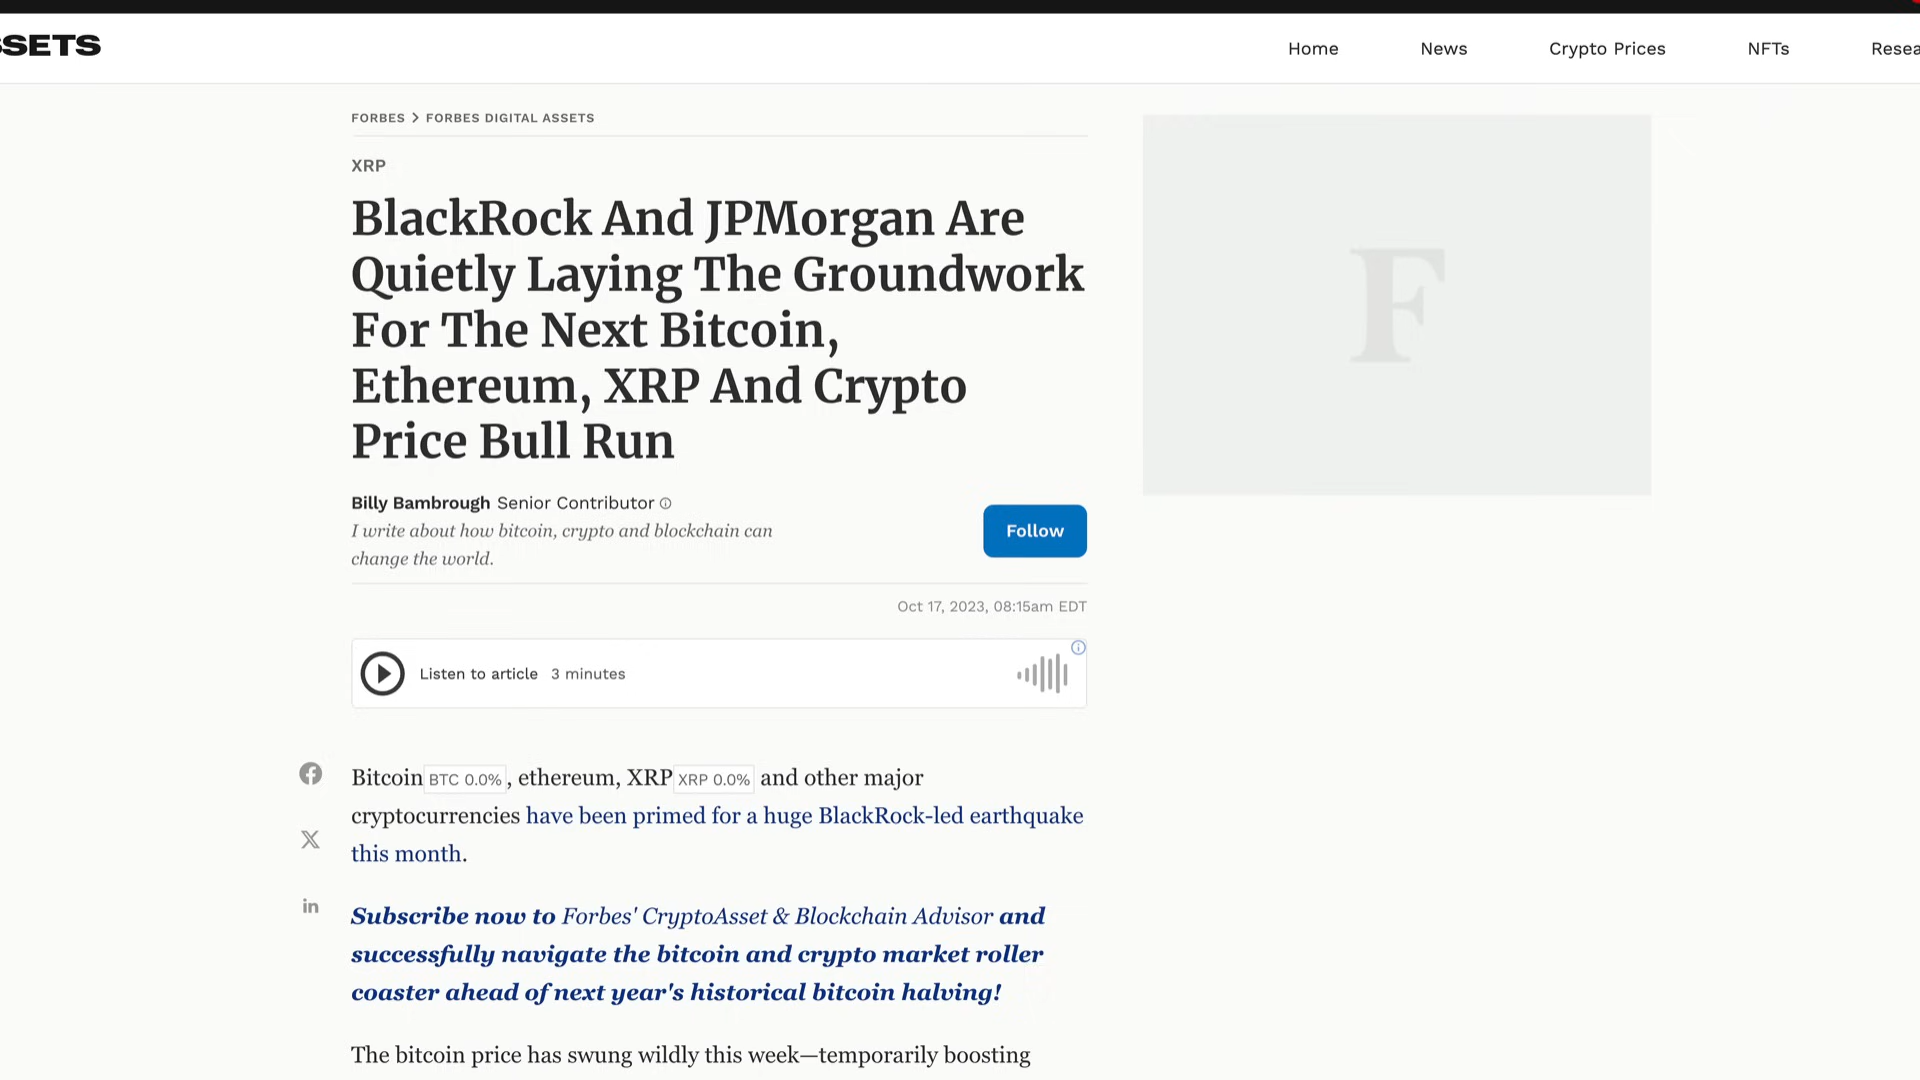 SSETS
Home News Crypto Prices NFTs Resea
FORBES > FORBES DIGITAL ASSETS
XRP
BlackRock And JPMorgan Are
Quietly Laying The Groundwork
For The Next Bitcoin,
Ethereum, XRP And Crypto
Price Bull Run
Billy Bambrough Senior Contributor
I write about how bitcoin, crypto and blockchain can
change the world.
Follow
Oct 17, 2023, 08:15am EDT
Listen to article 3 minutes
Bitcoin BTC 0.0% , ethereum, XRP XRP 0.0% and other major
cryptocurrencies have been primed for a huge BlackRock-led earthquake
this month.
Subscribe now to Forbes' CryptoAsset & Blockchain Advisor and
successfully navigate the bitcoin and crypto market roller
coaster ahead of next year's historical bitcoin halving!
The bitcoin price has swung wildly this week—temporarily boosting
F